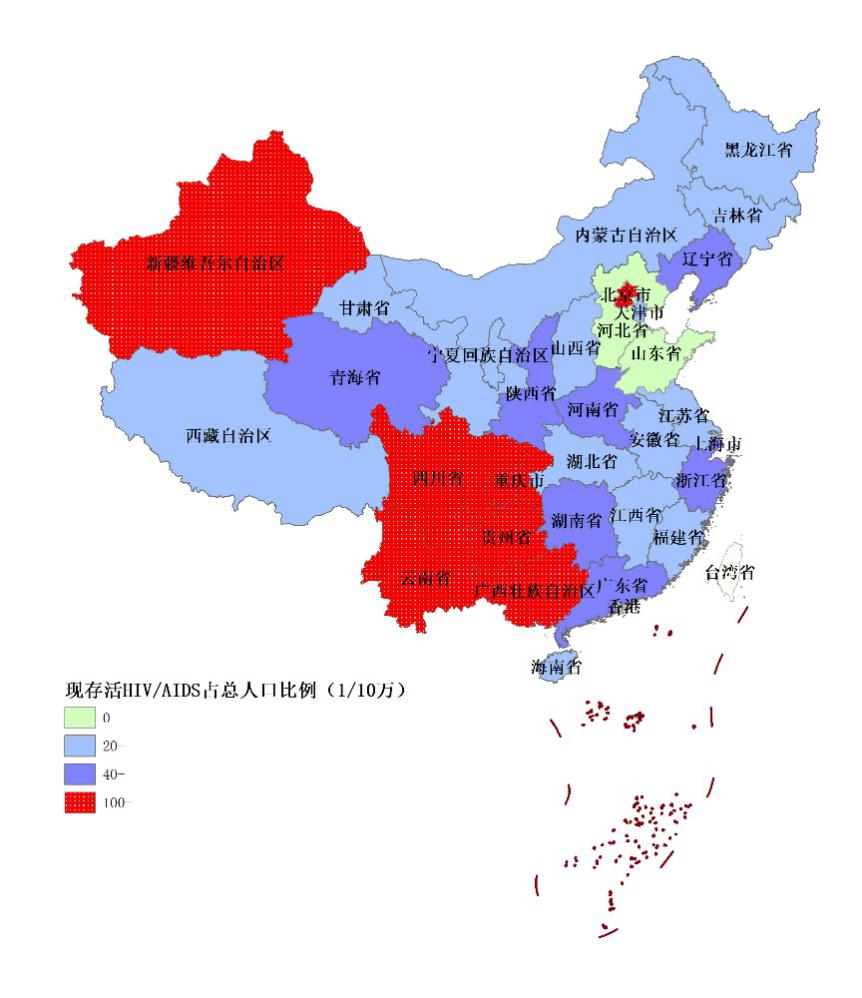 黑龙江省
吉林省
内蒙古自治区
辽宁省
新疆维吾尔自治区
北京市
甘肃省
天津市
河北省
宁夏回族自治区
山西省
山东省
青海省
陕西省
河南省
江苏省
西藏自治区
安徽省
上海市
湖北省
四川省
重庆市
浙江省
湖南省
江西省
贵州省
福建省
云南省
广西壮族自治区
广东省
台湾省
香港
海南省
现存活HIV/AIDS占总人口比例（1/10万）
0
20-
40-
100-